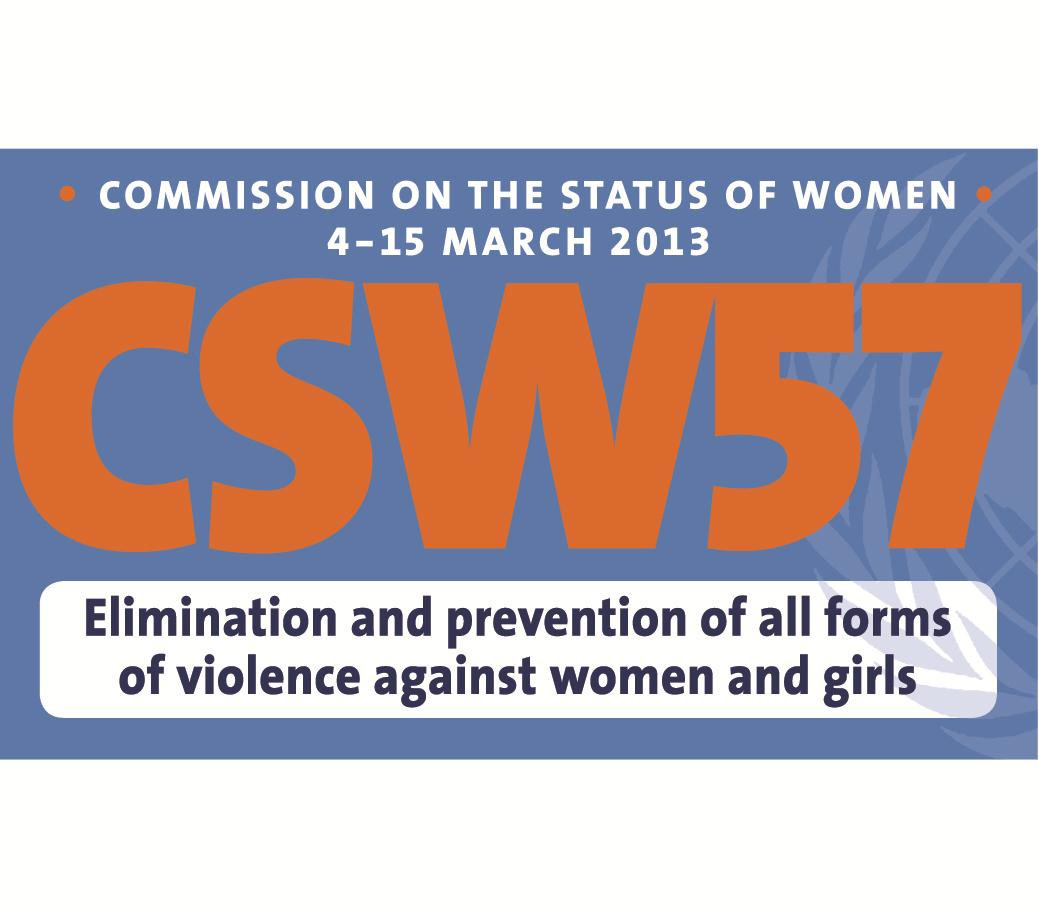 • COMMISSION ON THE STATUS OF WOMEN •
4–15 MARCH 2013
CSW57
Elimination and prevention of all forms
of violence against women and girls